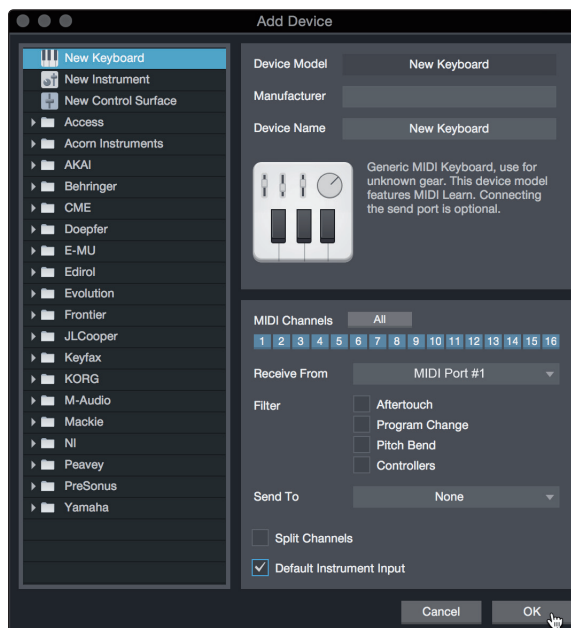 Add Device
New Keyboard
New Instrument
New Control Surface
Access
Acorn Instruments
AKAI
Behringer
CME
Doepfer
E-MU
Edirol
Evolution
Frontier
JLCooper
Keyfax
KORG
M-Audio
Mackie
NI
Peavey
PreSonus
Yamaha
Device Model New Keyboard
Manufacturer
Device Name New Keyboard
Generic MIDI Keyboard, use for
unknown gear. This device model
features MIDI Learn. Connecting
the send port is optional.
MIDI Channels All
1 2 3 4 5 6 7 8 9 10 11 12 13 14 15 16
Receive From MIDI Port #1
Filter Aftertouch
Program Change
Pitch Bend
Controllers
Send To None
Split Channels
Default Instrument Input
Cancel OK